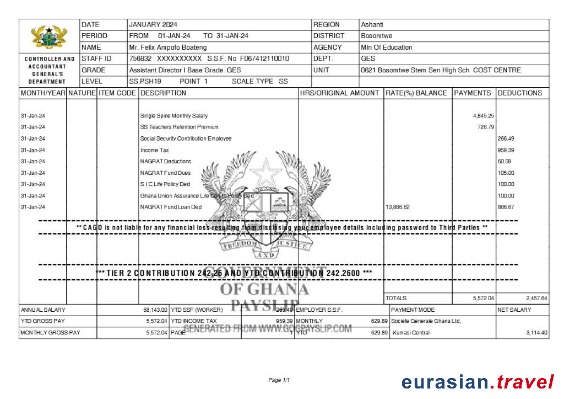 DATE JANUARY 2024 REGION Ashanti
PERIOD FROM 01-JAN-24 TO 31-JAN-24 DISTRICT Bosomtwe
NAME Mr. Felix Ampofo Boateng AGENCY Min Of Education
CONTROLLER AND ACCOUNTANT GENERAL'S DEPARTMENT
STAFF ID 756832 XXXXXXXXXX S.S.F. No F067412110010 DEPT. GES
GRADE Assistant Director I Base Grade. GES UNIT 0621 Bosomtwe Stem Sen High Sch COST CENTRE
LEVEL SS.PSH19 POINT 1 SCALE TYPE SS
MONTH/YEAR NATURE ITEM CODE DESCRIPTION HRS/ORIGINAL AMOUNT RATE(%) BALANCE PAYMENTS DEDUCTIONS
31-Jan-24 Single Spine Monthly Salary 4,845.25
31-Jan-24 SS Teachers Retention Premium 726.79
31-Jan-24 Social Security Contribution Employee 266.49
31-Jan-24 Income Tax 959.39
31-Jan-24 NAGRAT Deductions 60.09
31-Jan-24 NAGRAT Fund Dues 105.00
31-Jan-24 S I C Life Policy Ded 100.00
31-Jan-24 Ghana Union Assurance Life Policy Ded 100.00
31-Jan-24 NAGRAT Fund Loan Ded 13,866.62 866.67
** CAGD is not liable for any financial loss resulting from disclosing your employee details including password to Third Parties **
FREEDOM AND JUSTICE
*** TIER 2 CONTRIBUTION 242.26 AND YTD CONTRIBUTION 242.2600 ***
GOVERNMENT
OF GHANA
PAYSLIP
TOTALS 5,572.04 2,457.64
ANNUAL SALARY 58,143.00 YTD SSF (WORKER) 266.49 EMPLOYER S.S.F. PAYMENT MODE NET SALARY
YTD GROSS PAY 5,572.04 YTD INCOME TAX 959.39 MONTHLY 629.89 Societe Generale Ghana Ltd,
MONTHLY GROSS PAY 5,572.04 PAGE 1 YTD 629.89 Kumasi Central 3,114.40
GENERATED FROM WWW.GOGPAYSLIP.COM
Page 1/1
eurasian.travel